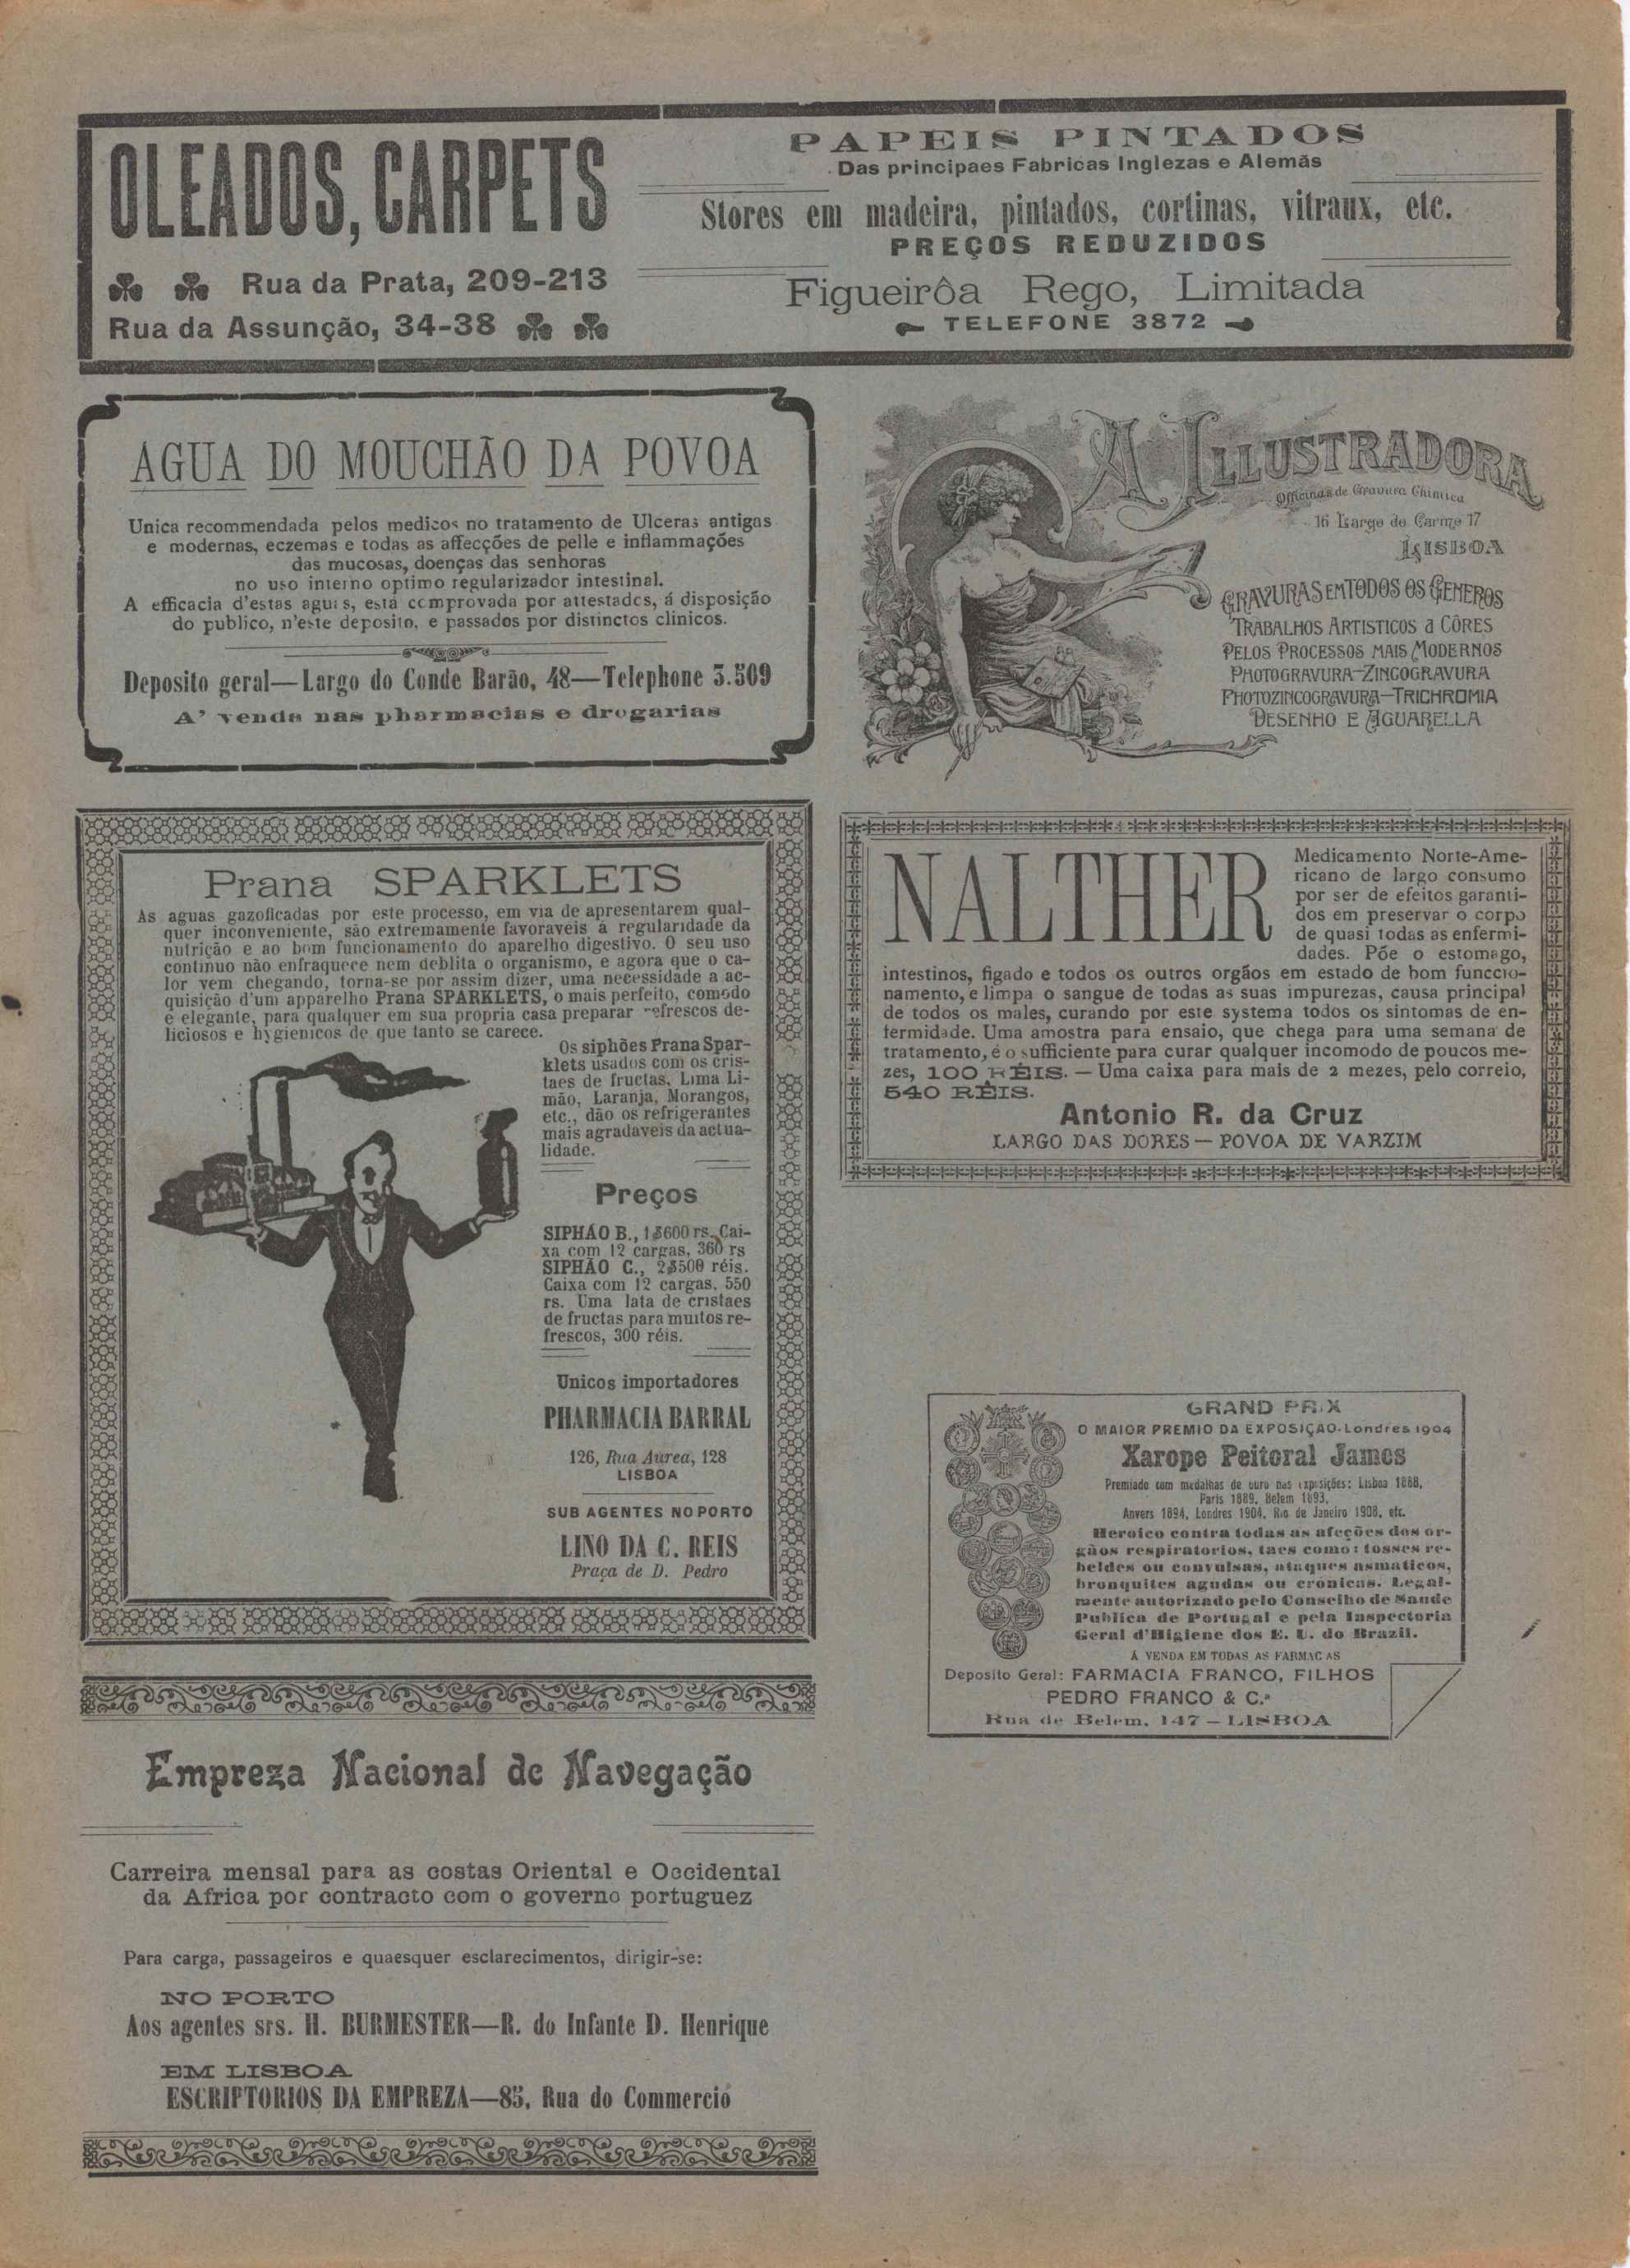 OLEADOS, CARPETS
Rua da Prata, 209-213
Rua da Assunção, 34-38
PAPEIS PINTADOS
Das principaes Fabricas Inglezas e Alemãs
Stores em madeira, pintados, cortinas, vitraux, etc.
PREÇOS REDUZIDOS
Figueirôa Rego, Limitada
TELEFONE 3872
AGUA DO MOUCHÃO DA POVOA
Unica recommendada pelos medicos no tratamento de Ulceras antigas
e modernas, eczemas e todas as affecções de pelle e inflammações
das mucosas, doenças das senhoras
no uso interno optimo regularizador intestinal.
A efficacia d'estas aguas, está comprovada por attestados, á disposição
do publico, n'este deposito, e passados por distinctos clinicos.
Deposito geral—Largo do Conde Barão, 48—Telephone 3.509
A' venda nas pharmacias e drogarias
A ILLUSTRADORA
Officinas de Gravura Chimica
16 Largo do Carmo 17
LISBOA
GRAVURAS EM TODOS OS GENEROS
TRABALHOS ARTISTICOS a CÔRES
PELOS PROCESSOS MAIS MODERNOS
PHOTOGRAVURA—ZINCOGRAVURA
PHOTOZINCOGRAVURA—TRICHROMIA
DESENHO E AGUARELLA
Prana SPARKLETS
As aguas gazoficadas por este processo, em via de apresentarem qual-
quer inconveniente, são extremamente favoraveis á regularidade da
nutrição e ao bom funcionamento do aparelho digestivo. O seu uso
continuo não enfraquece nem deblita o organismo, e agora que o ca-
lor vem chegando, torna-se por assim dizer, uma necessidade a ac-
quisição d'um apparelho Prana SPARKLETS, o mais perfeito, comodo
e elegante, para qualquer em sua propria casa preparar refrescos de-
liciosos e hygienicos de que tanto se carece.
Os siphões Prana Spar-
klets usados com os cris-
taes de fructas, Lima Li-
mão, Laranja, Morangos,
etc., dão os refrigerantes
mais agradaveis da actua-
lidade.
Preços
SIPHÃO B., 1$600 rs. Cai-
xa com 12 cargas, 360 rs
SIPHÃO C., 2$500 réis.
Caixa com 12 cargas, 550
rs. Uma lata de cristaes
de fructas para muitos re-
frescos, 300 réis.
Unicos importadores
PHARMACIA BARRAL
126, Rua Aurea, 128
LISBOA
SUB AGENTES NO PORTO
LINO DA C. REIS
Praça de D. Pedro
NALTHER
Medicamento Norte-Ame-
ricano de largo consumo
por ser de efeitos garanti-
dos em preservar o corpo
de quasi todas as enfermi-
dades. Põe o estomago,
intestinos, figado e todos os outros orgãos em estado de bom funccio-
namento, e limpa o sangue de todas as suas impurezas, causa principal
de todos os males, curando por este systema todos os sintomas de en-
fermidade. Uma amostra para ensaio, que chega para uma semana de
tratamento, é o sufficiente para curar qualquer incomodo de poucos me-
zes, 100 RÉIS. — Uma caixa para mais de 2 mezes, pelo correio,
540 RÉIS.
Antonio R. da Cruz
LARGO DAS DORES — POVOA DE VARZIM
GRAND PRIX
O MAIOR PREMIO DA EXPOSIÇÃO-Londres 1904
Xarope Peitoral James
Premiado com medalhas de ouro nas exposições: Lisboa 1888,
Paris 1889, Belem 1893,
Anvers 1894, Londres 1904, Rio de Janeiro 1908, etc.
Heroico contra todas as afeções dos or-
gãos respiratorios, taes como: tosses re-
beldes ou convulsas, ataques asmaticos,
bronquites agudas ou cronicas. Legal-
mente autorizado pelo Conselho de Saude
Publica de Portugal e pela Inspectoria
Geral d'Higiene dos E. U. do Brazil.
Á VENDA EM TODAS AS FARMAC AS
Deposito Geral: FARMACIA FRANCO, FILHOS
PEDRO FRANCO & C.ª
Rua de Belem, 147 — LISBOA
Empreza Nacional de Navegação
Carreira mensal para as costas Oriental e Occidental
da Africa por contracto com o governo portuguez
Para carga, passageiros e quaesquer esclarecimentos, dirigir-se:
NO PORTO
Aos agentes srs. H. BURMESTER—R. do Infante D. Henrique
EM LISBOA
ESCRIPTORIOS DA EMPREZA—85, Rua do Commercio